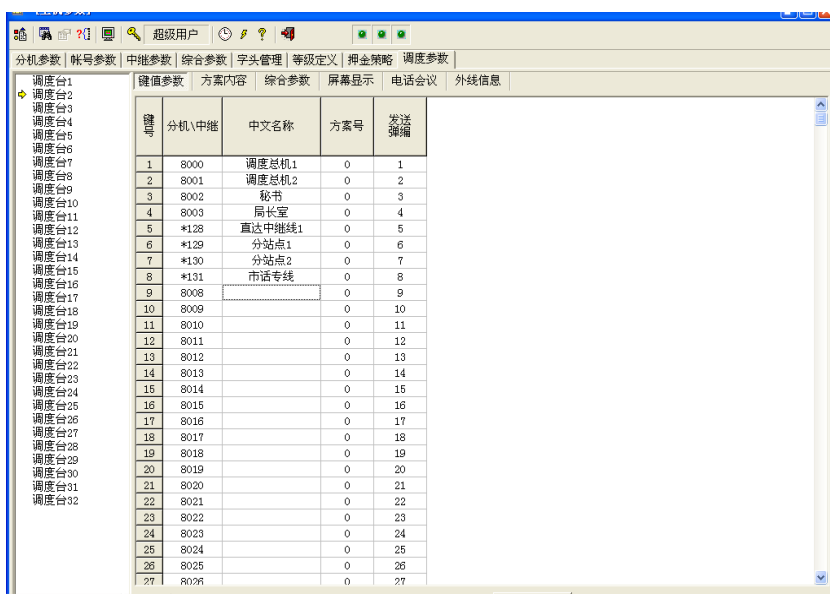 超级用户
分机参数 帐号参数 中继参数 综合参数 字头管理 等级定义 押金策略 调度参数
键值参数 方案内容 综合参数 屏幕显示 电话会议 外线信息
调度台1
调度台2
调度台3
调度台4
调度台5
调度台6
调度台7
调度台8
调度台9
调度台10
调度台11
调度台12
调度台13
调度台14
调度台15
调度台16
调度台17
调度台18
调度台19
调度台20
调度台21
调度台22
调度台23
调度台24
调度台25
调度台26
调度台27
调度台28
调度台29
调度台30
调度台31
调度台32
键号 分机\中继 中文名称 方案号 发送弹编
1 8000 调度总机1 0 1
2 8001 调度总机2 0 2
3 8002 秘书 0 3
4 8003 局长室 0 4
5 *128 直达中继线1 0 5
6 *129 分站点1 0 6
7 *130 分站点2 0 7
8 *131 市话专线 0 8
9 8008 0 9
10 8009 0 10
11 8010 0 11
12 8011 0 12
13 8012 0 13
14 8013 0 14
15 8014 0 15
16 8015 0 16
17 8016 0 17
18 8017 0 18
19 8018 0 19
20 8019 0 20
21 8020 0 21
22 8021 0 22
23 8022 0 23
24 8023 0 24
25 8024 0 25
26 8025 0 26
27 8026 0 27